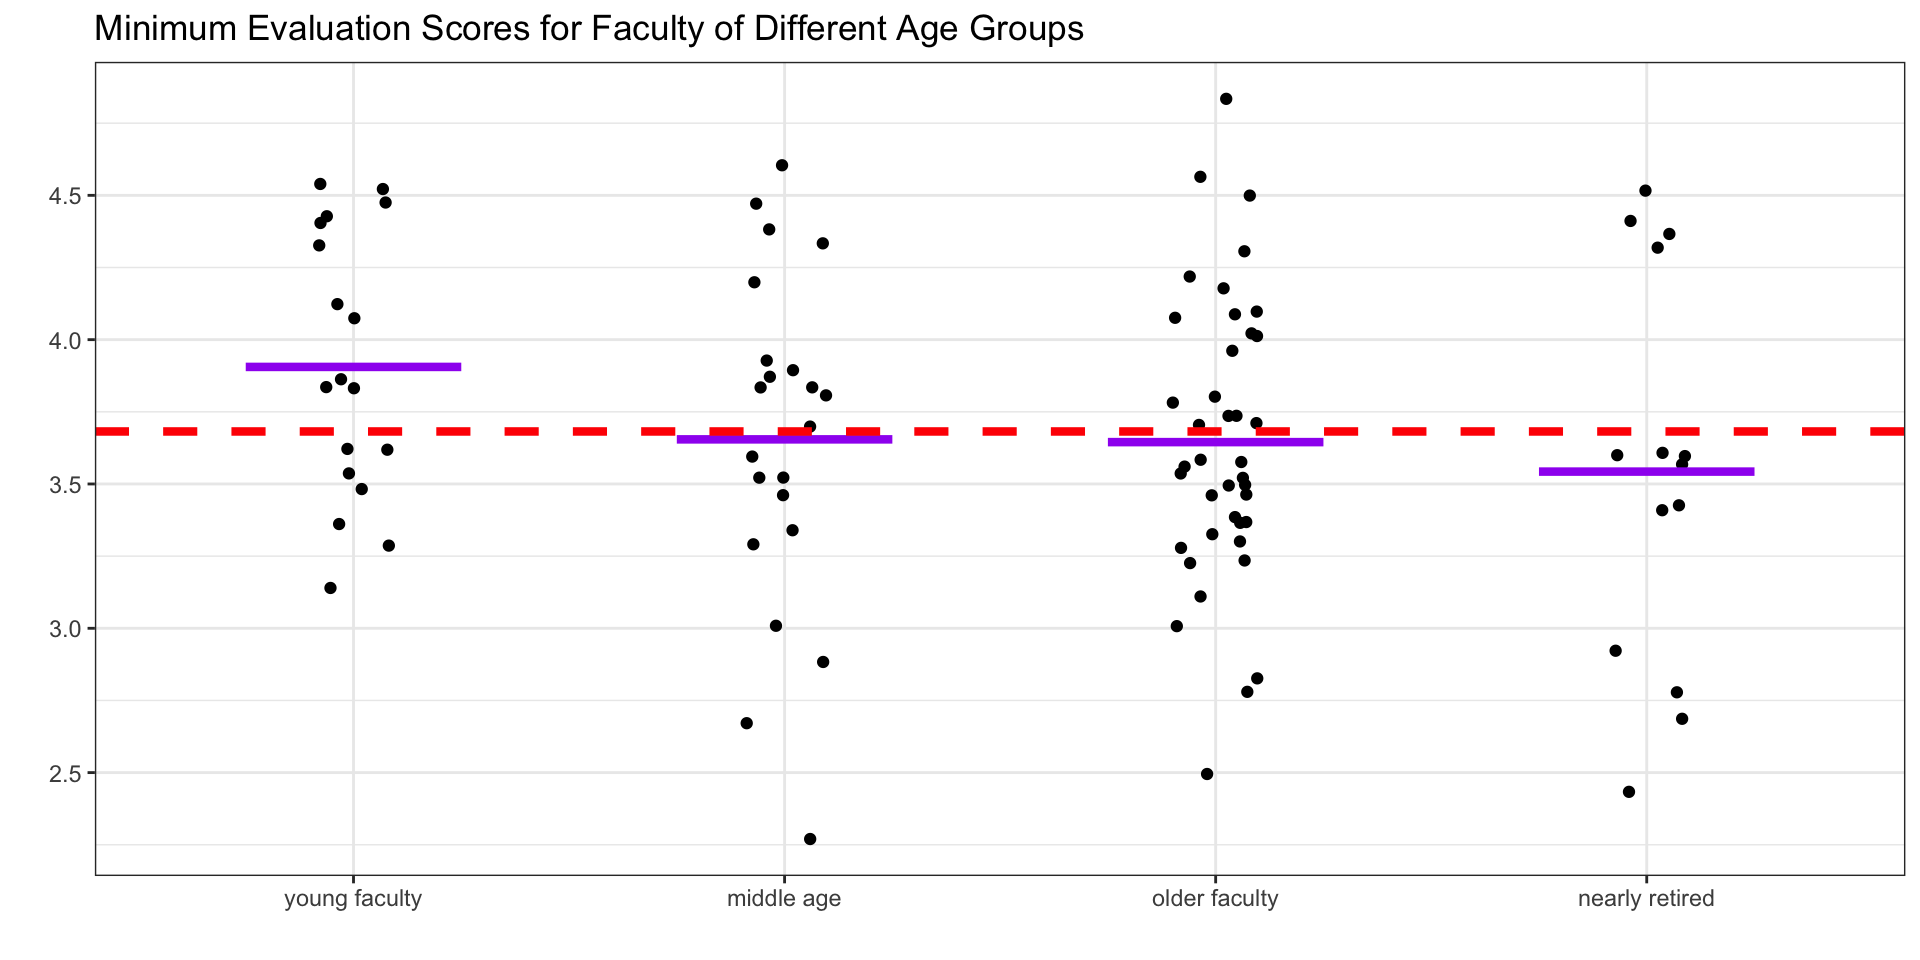 Minimum Evaluation Scores for Faculty of Different Age Groups
4.5
4.0
3.5
3.0
2.5
young faculty middle age older faculty nearly retired